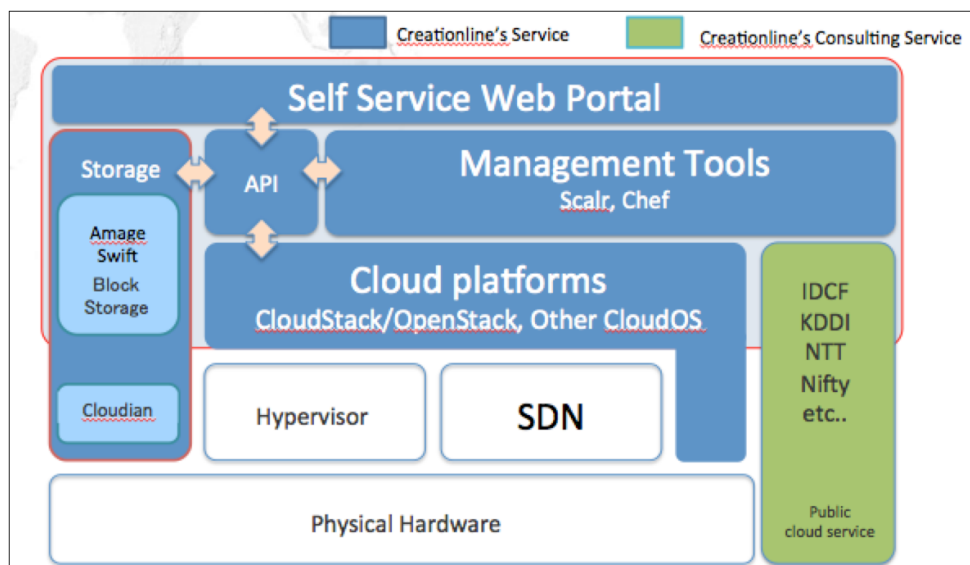 Creationline's Service
Creationline's Consulting Service
Self Service Web Portal
Storage
Amage
Swift
Block
Storage
Cloudian
API
Management Tools
Scalr, Chef
Cloud platforms
CloudStack/OpenStack, Other CloudOS
Hypervisor
SDN
Physical Hardware
IDCF
KDDI
NTT
Nifty
etc..
Public
cloud service